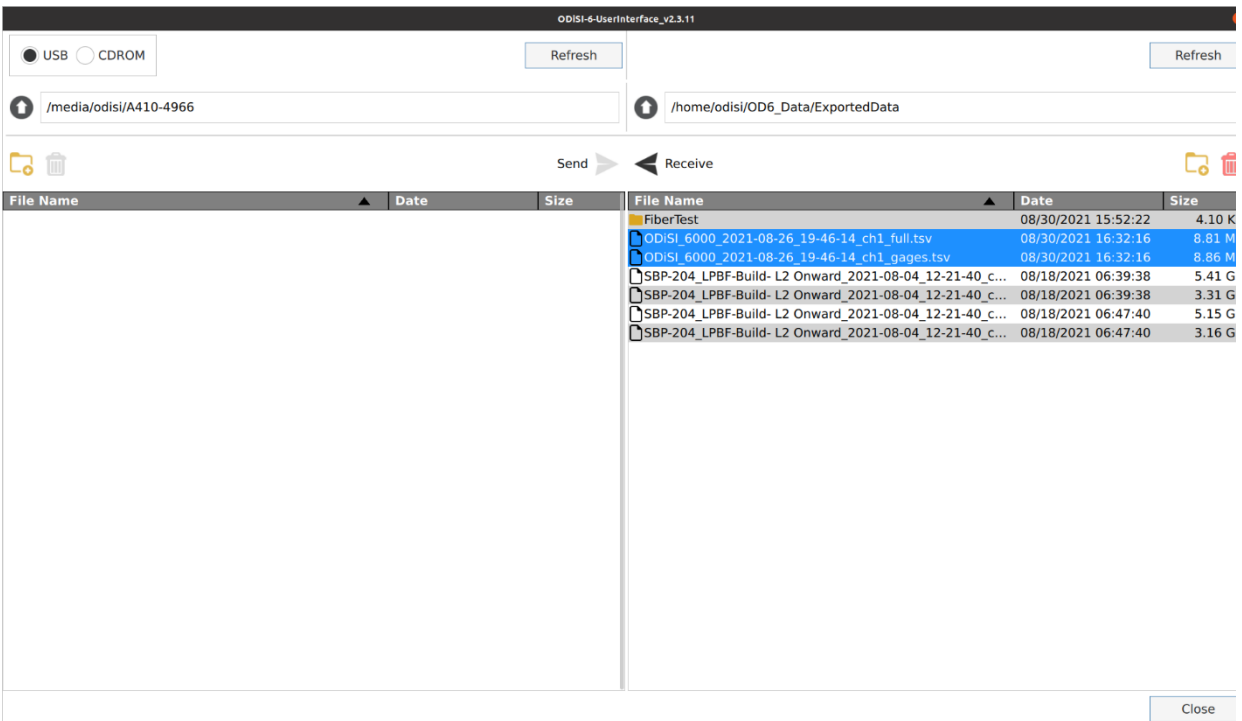 ODiSI-6-UserInterface_v2.3.11
USB CDROM Refresh Refresh
/media/odisi/A410-4966 /home/odisi/OD6_Data/ExportedData
Send Receive
File Name Date Size File Name Date Size
FiberTest 08/30/2021 15:52:22 4.10 K
ODiSI_6000_2021-08-26_19-46-14_ch1_full.tsv 08/30/2021 16:32:16 8.81 M
ODiSI_6000_2021-08-26_19-46-14_ch1_gages.tsv 08/30/2021 16:32:16 8.86 M
SBP-204_LPBF-Build- L2 Onward_2021-08-04_12-21-40_c... 08/18/2021 06:39:38 5.41 G
SBP-204_LPBF-Build- L2 Onward_2021-08-04_12-21-40_c... 08/18/2021 06:39:38 3.31 G
SBP-204_LPBF-Build- L2 Onward_2021-08-04_12-21-40_c... 08/18/2021 06:47:40 5.15 G
SBP-204_LPBF-Build- L2 Onward_2021-08-04_12-21-40_c... 08/18/2021 06:47:40 3.16 G
Close